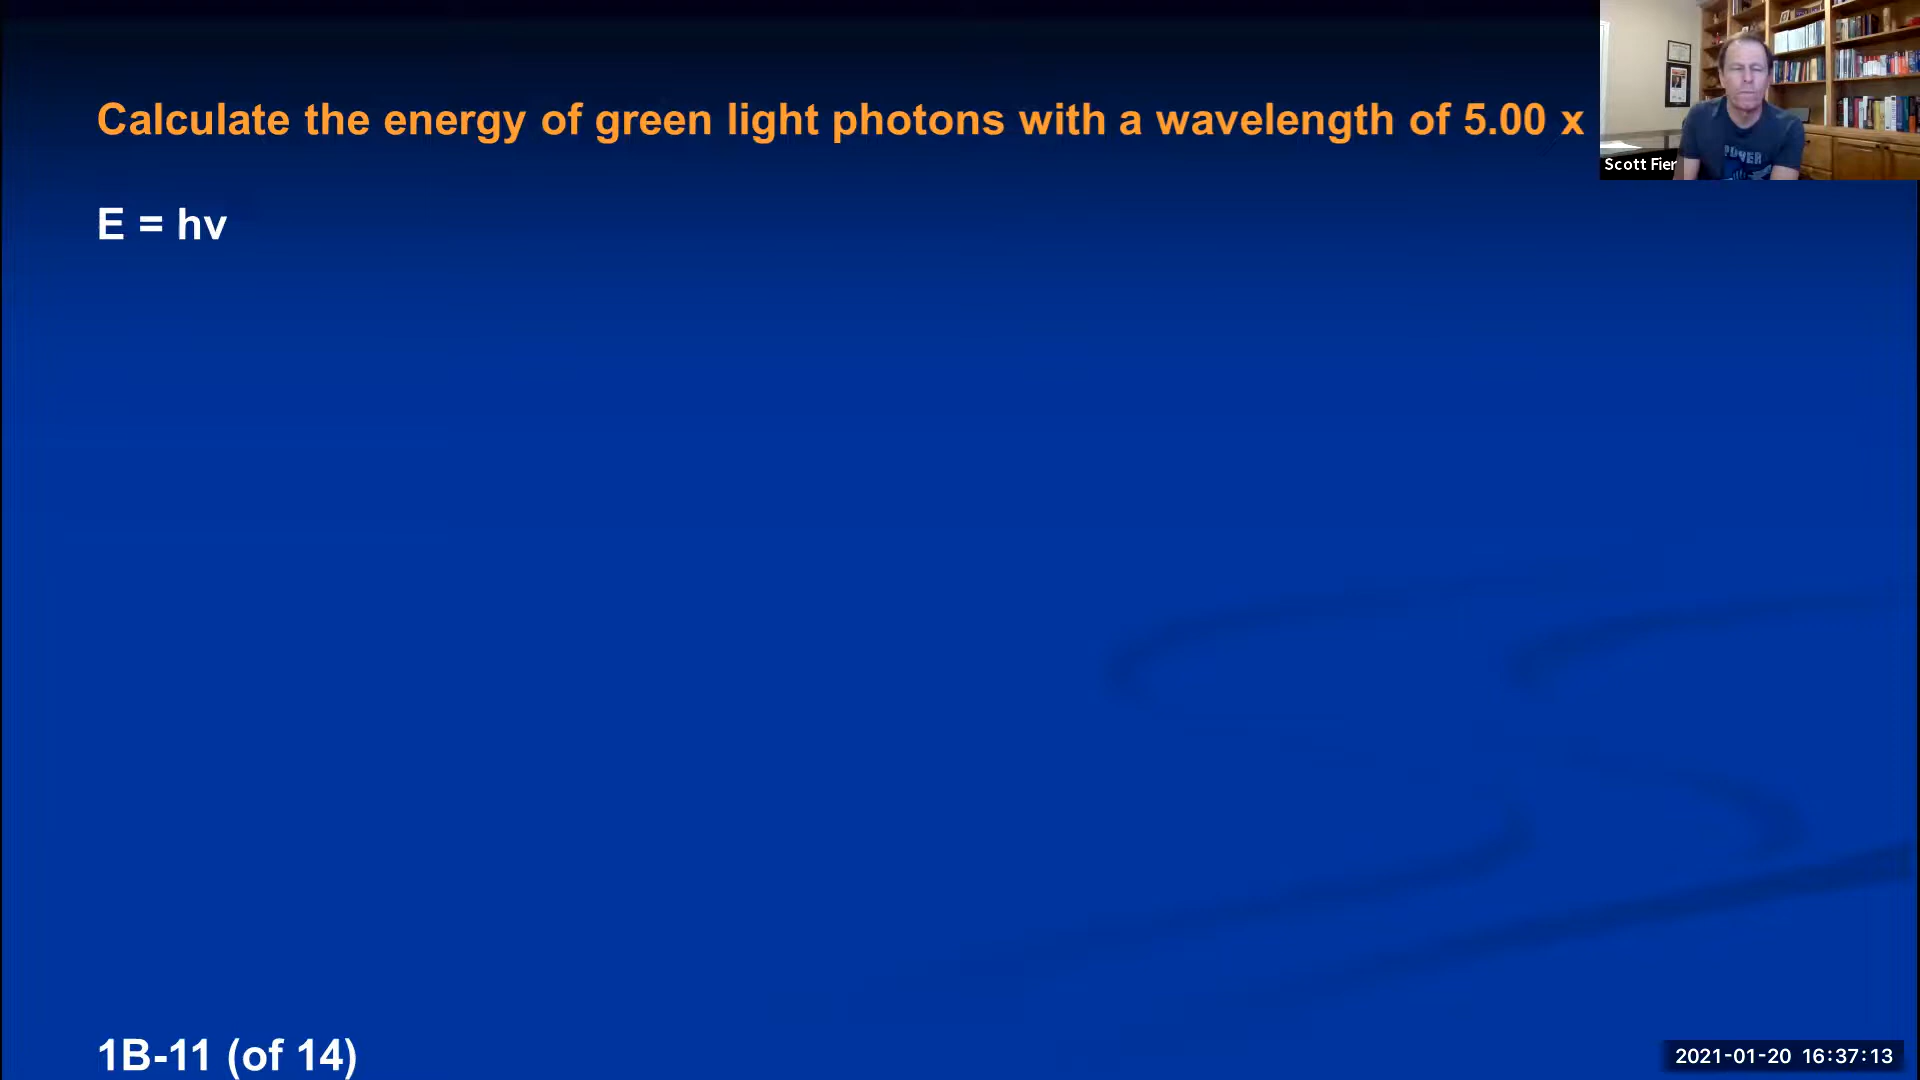 Calculate the energy of green light photons with a wavelength of 5.00 x
Scott Fier
E = hv
POWER
1B-11 (of 14)
2021-01-20 16:37:13